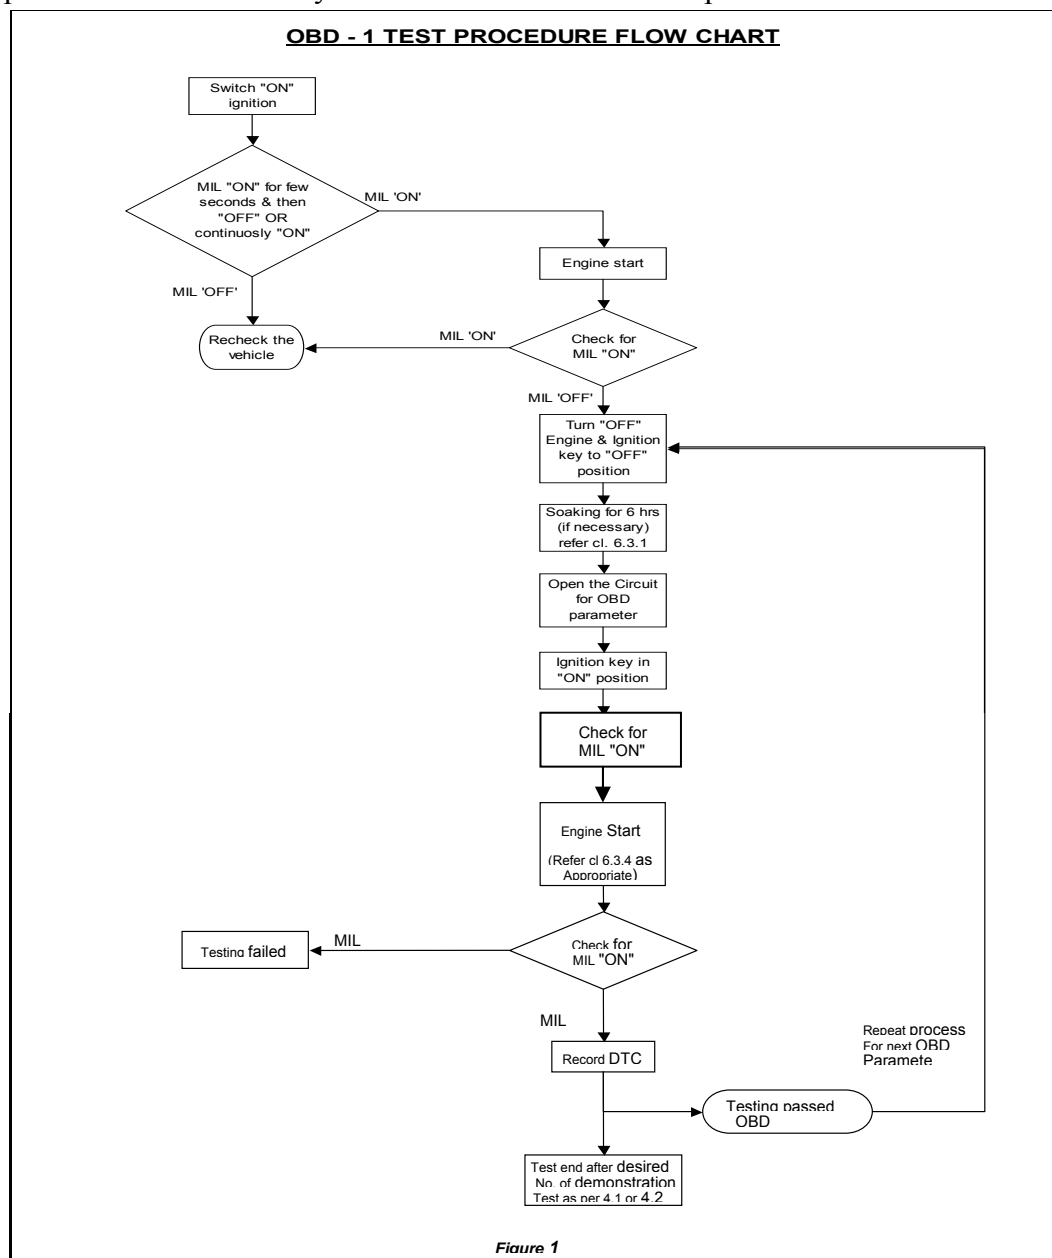 OBD - 1 TEST PROCEDURE FLOW CHART
Switch "ON"
ignition
MIL "ON" for few
seconds & then
"OFF" OR
continuosly "ON"
MIL 'ON'
Engine start
MIL 'OFF'
Recheck the
vehicle
MIL 'ON'
Check for
MIL "ON"
MIL 'OFF'
Turn "OFF"
Engine & Ignition
key to "OFF"
position
Soaking for 6 hrs
(if necessary)
refer cl. 6.3.1
Open the Circuit
for OBD
parameter
Ignition key in
"ON" position
Check for
MIL "ON"
Engine Start
(Refer cl 6.3.4 as
Appropriate)
Check for
MIL "ON"
MIL
Testing failed
MIL
Record DTC
Repeat process
For next OBD
Paramete
Testing passed
OBD
Test end after desired
No. of demonstration
Test as per 4.1 or 4.2
Figure 1